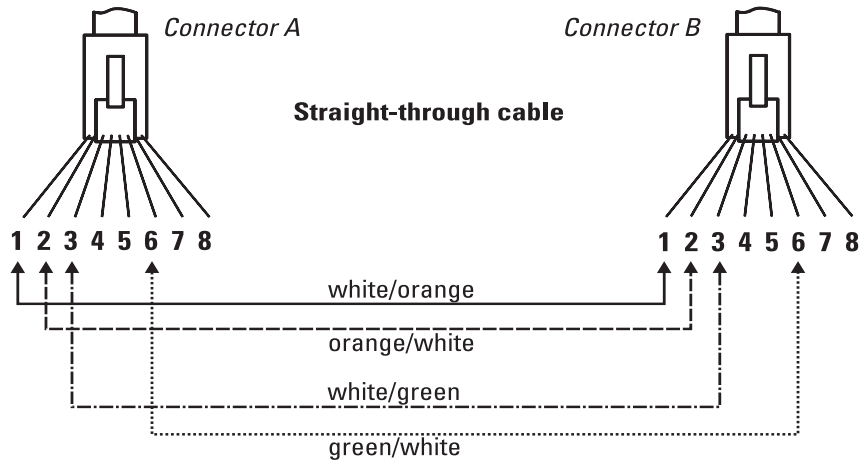 Connector A
Connector B
Straight-through cable
1 2 3 4 5 6 7 8
1 2 3 4 5 6 7 8
white/orange
orange/white
white/green
green/white